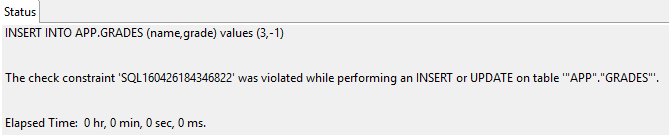 Status
INSERT INTO APP.GRADES (name,grade) values (3,-1)
The check constraint 'SQL160426184346822' was violated while performing an INSERT or UPDATE on table '"APP"."GRADES"'.
Elapsed Time:  0 hr, 0 min, 0 sec, 0 ms.